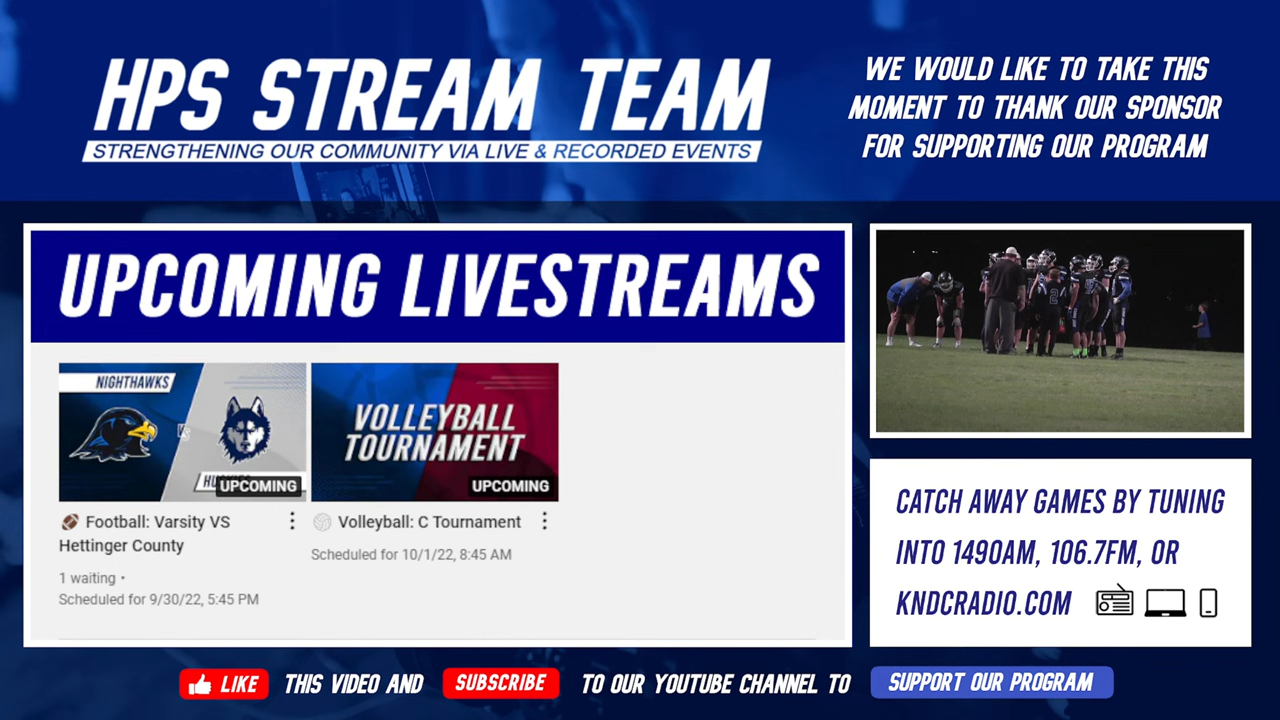 HPS STREAM TEAM
STRENGTHENING OUR COMMUNITY VIA LIVE & RECORDED EVENTS
WE WOULD LIKE TO TAKE THIS
MOMENT TO THANK OUR SPONSOR
FOR SUPPORTING OUR PROGRAM
UPCOMING LIVESTREAMS
NIGHTHAWKS
VS
UPCOMING
Football: Varsity VS
Hettinger County
1 waiting •
Scheduled for 9/30/22, 5:45 PM
VOLLEYBALL
TOURNAMENT
UPCOMING
Volleyball: C Tournament
Scheduled for 10/1/22, 8:45 AM
2
CATCH AWAY GAMES BY TUNING
INTO 1490AM, 106.7FM, OR
KNDCRADIO.COM
LIKE THIS VIDEO AND SUBSCRIBE TO OUR YOUTUBE CHANNEL TO SUPPORT OUR PROGRAM